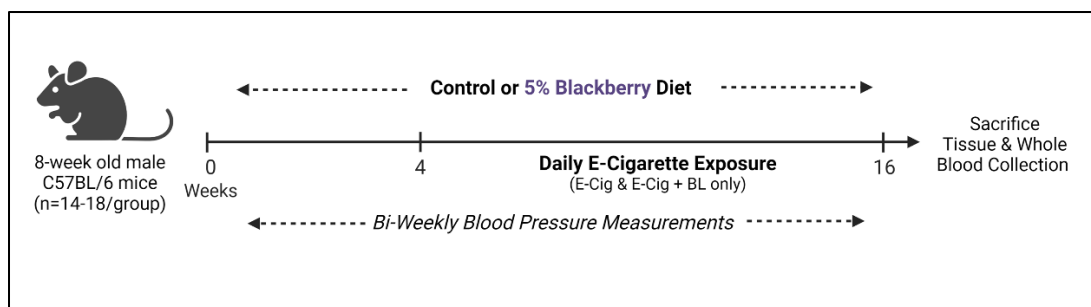 Control or 5% Blackberry Diet
8-week old male
C57BL/6 mice
(n=14-18/group)
0
Weeks
4
Daily E-Cigarette Exposure
(E-Cig & E-Cig + BL only)
16
Bi-Weekly Blood Pressure Measurements
Sacrifice
Tissue & Whole
Blood Collection